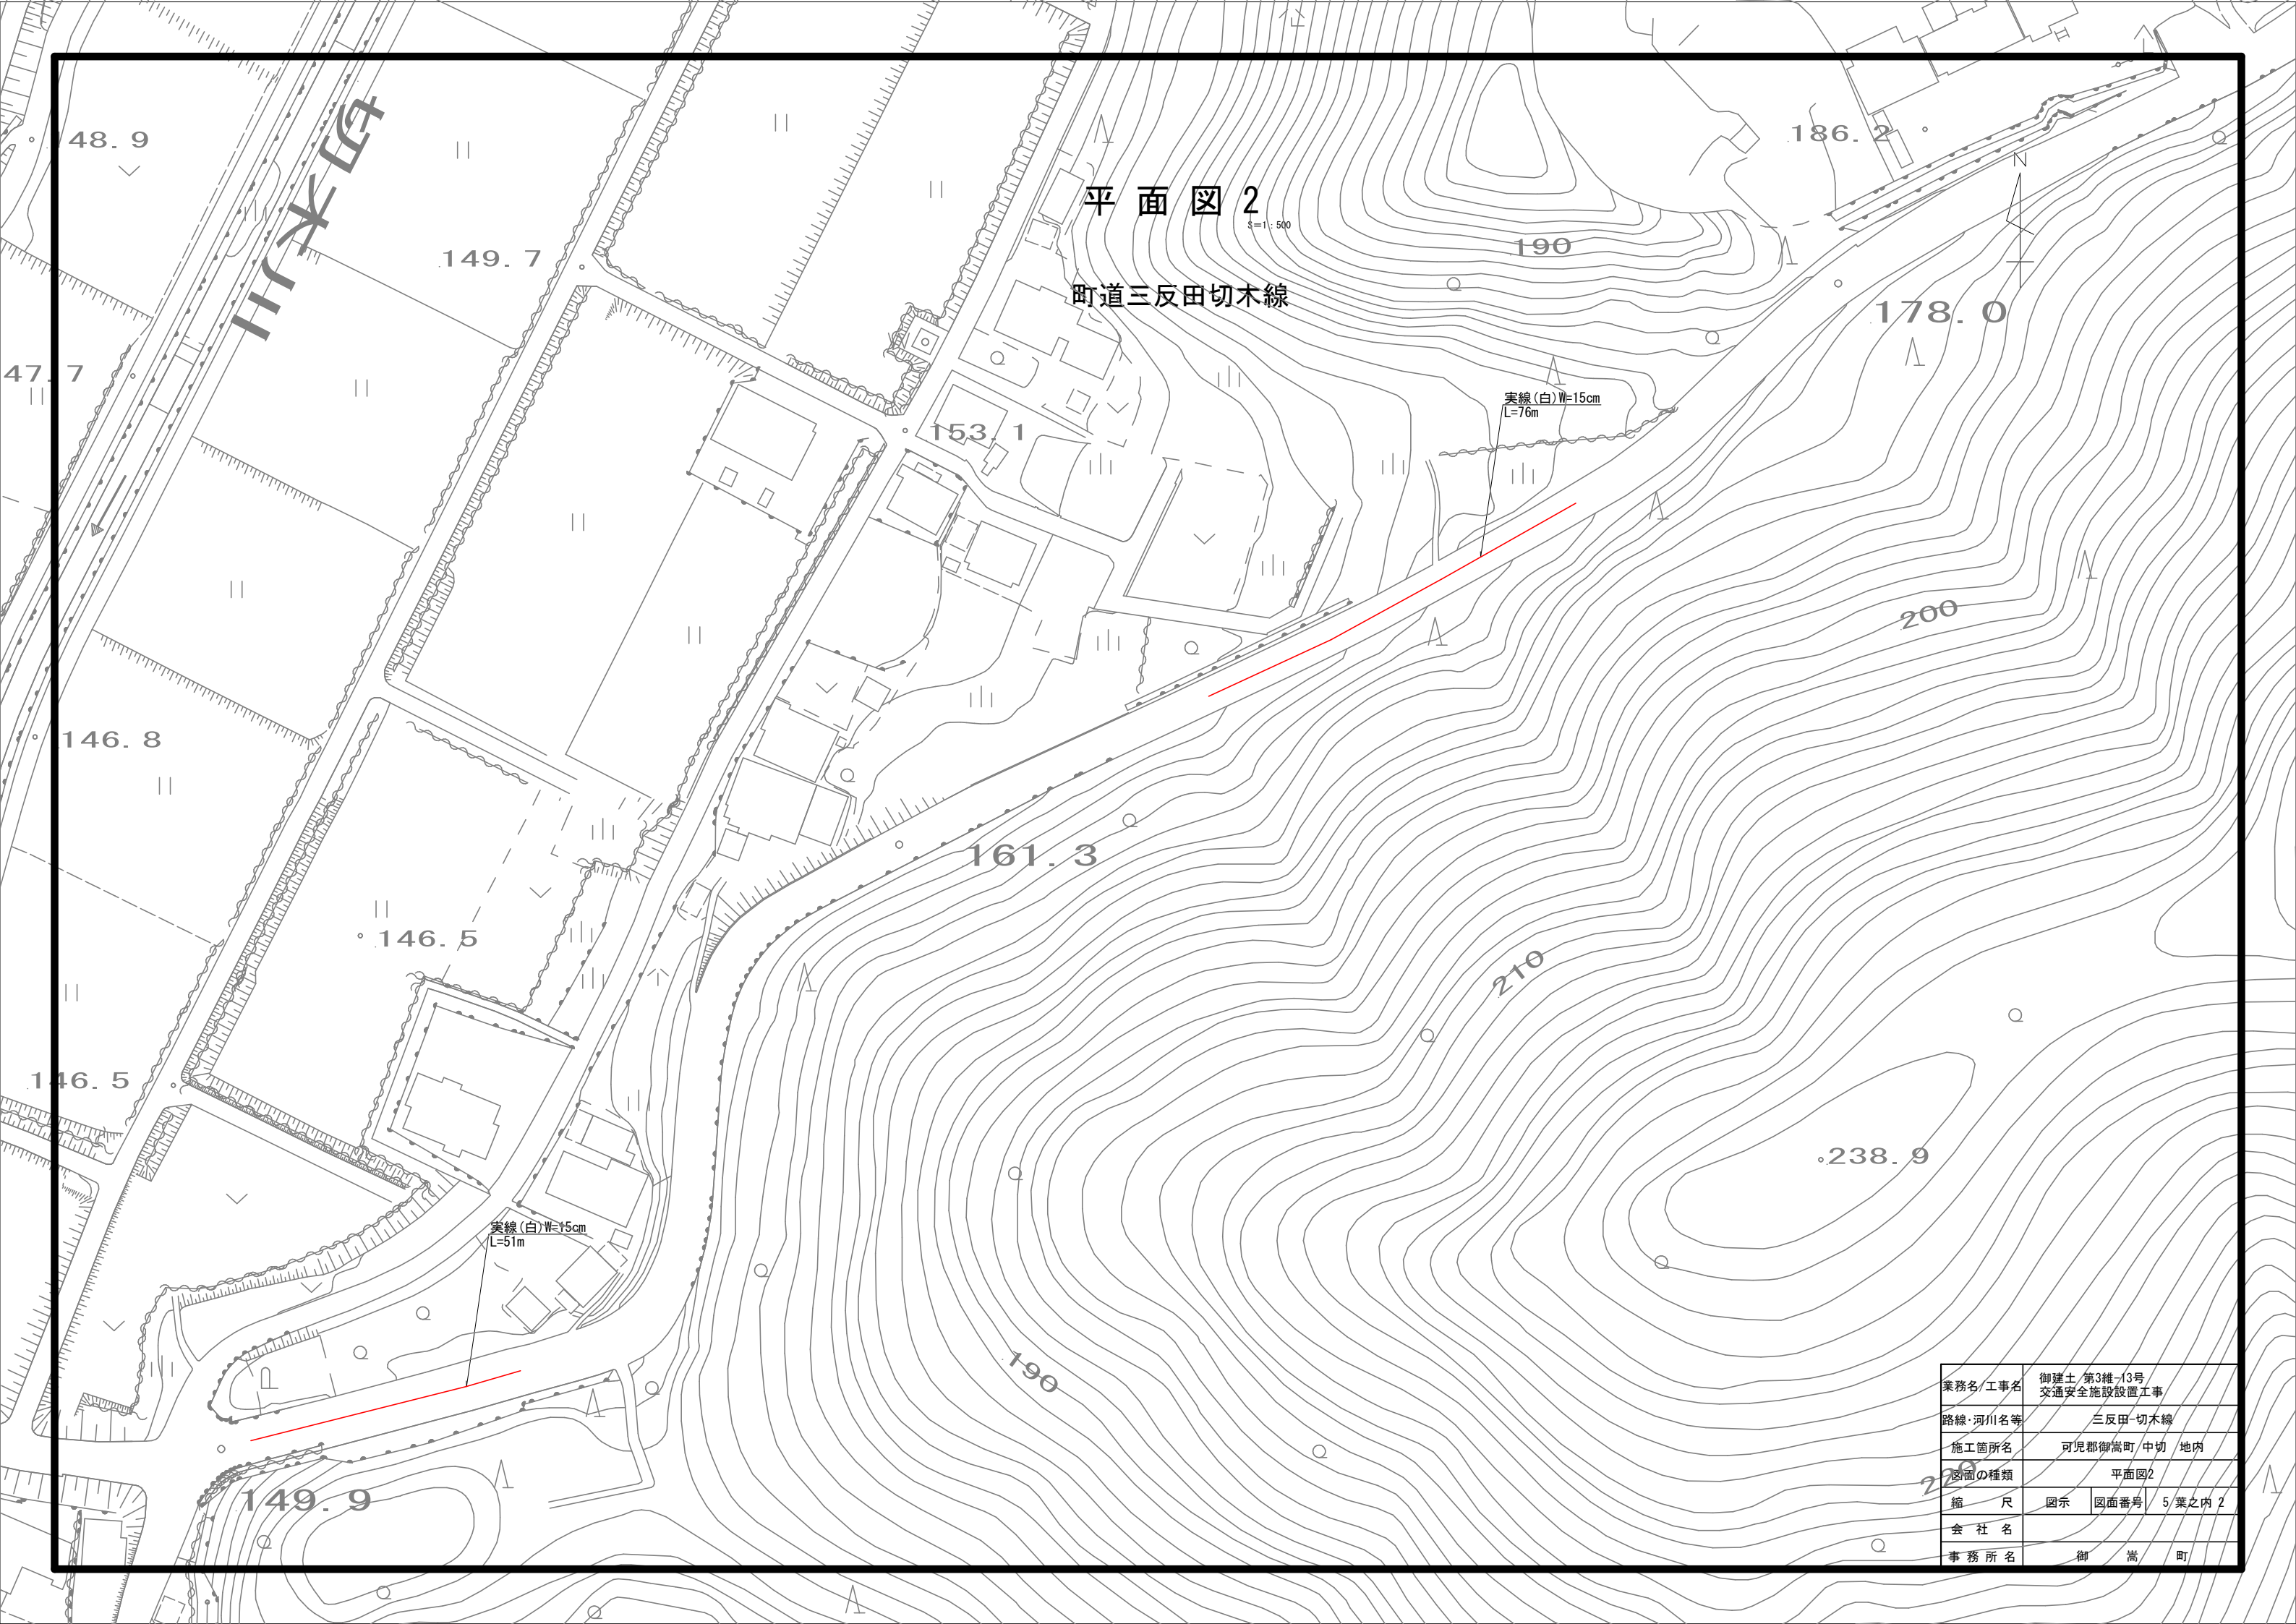 平面図2
S=1:500
町道三反田切木線
切木川
48.9
149.7
47.7
153.1
186.2
190
178.0
実線(白)W=15cm
L=76m
200
146.8
161.3
146.5
210
146.5
238.9
実線(白)W=15cm
L=51m
190
149.9
220
N
P
業務名/工事名 御建土 第3維-13号
交通安全施設設置工事
路線・河川名等 三反田-切木線
施工箇所名 可児郡御嵩町 中切 地内
図面の種類 平面図2
縮尺 図示 図面番号 5 葉之内 2
会社名
事務所名 御嵩町